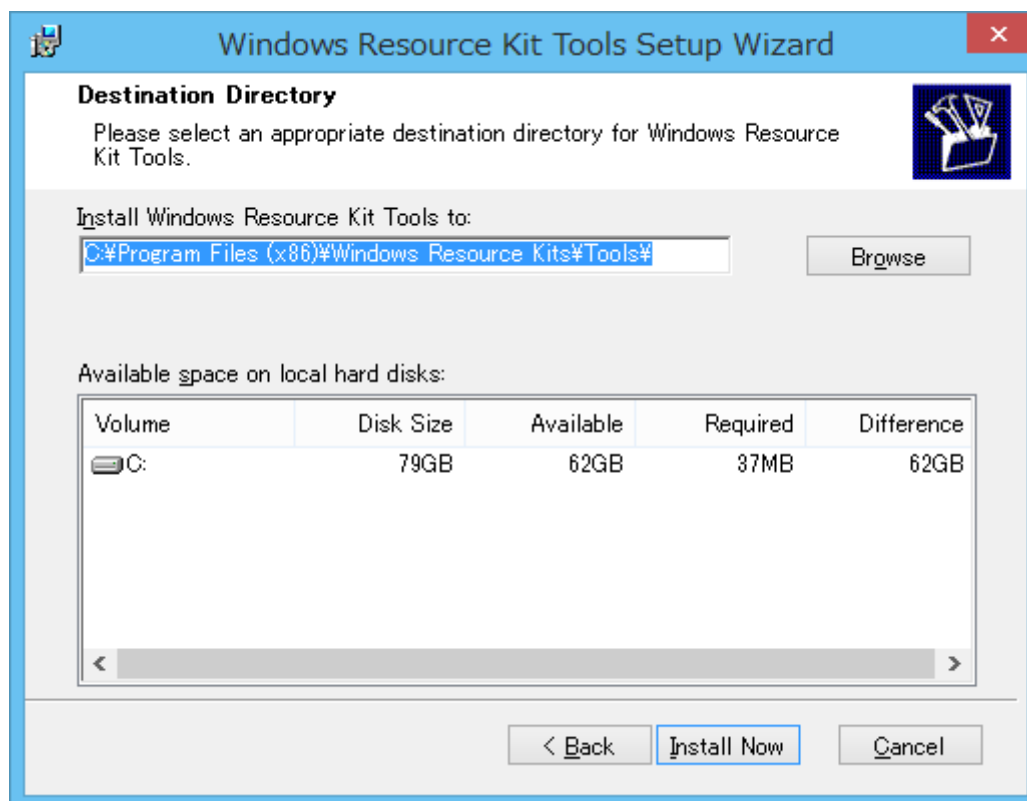 Windows Resource Kit Tools Setup Wizard
Destination Directory
Please select an appropriate destination directory for Windows Resource
Kit Tools.
Install Windows Resource Kit Tools to:
C:¥Program Files (x86)¥Windows Resource Kits¥Tools¥
Browse
Available space on local hard disks:
Volume Disk Size Available Required Difference
C: 79GB 62GB 37MB 62GB
< Back Install Now Cancel